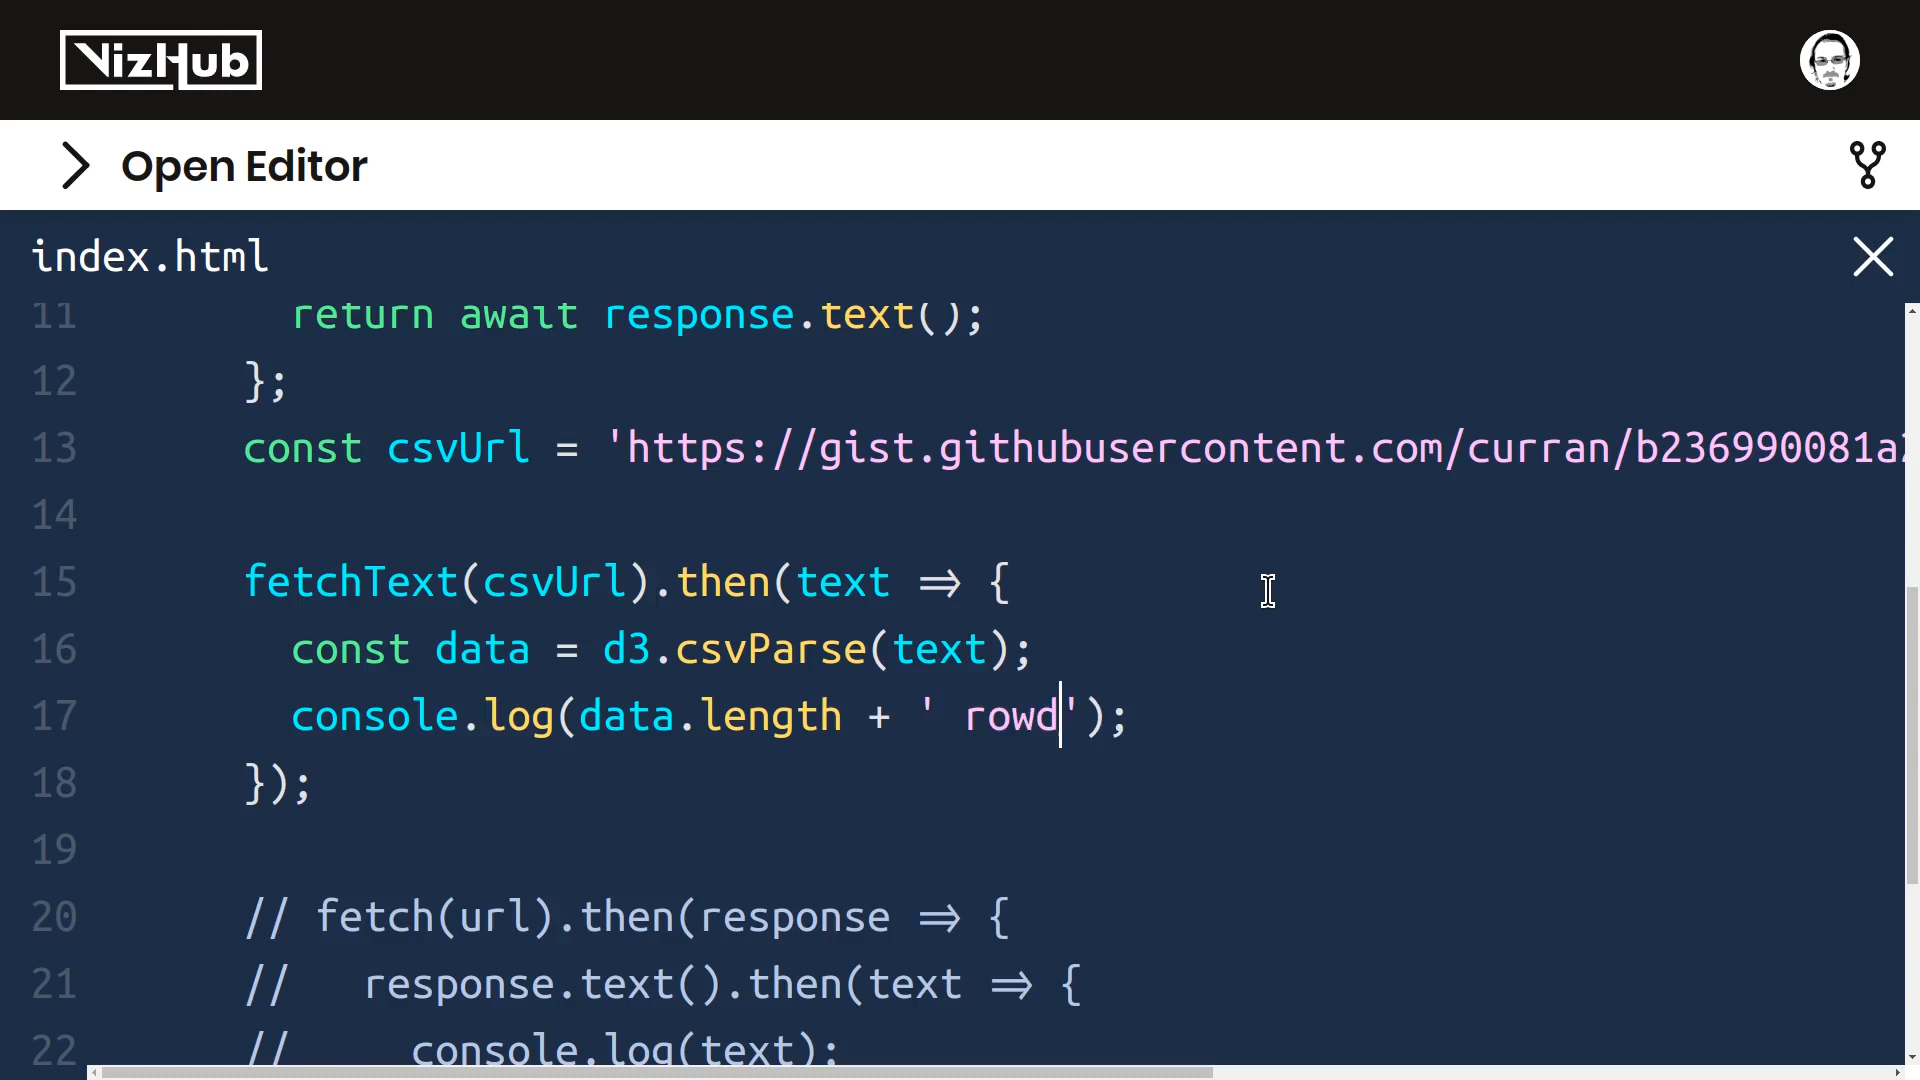 VizHub
Open Editor
index.html
11 return await response.text();
12 };
13 const csvUrl = 'https://gist.githubusercontent.com/curran/b236990081a
14
15 fetchText(csvUrl).then(text => {
16 const data = d3.csvParse(text);
17 console.log(data.length + ' rowd');
18 });
19
20 // fetch(url).then(response => {
21 // response.text().then(text => {
22 // console.log(text);